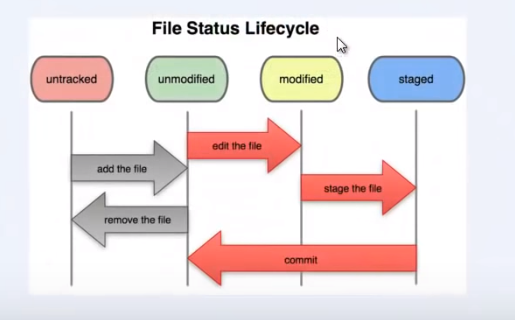 File Status Lifecycle
untracked
unmodified
modified
staged
edit the file
add the file
stage the file
remove the file
commit